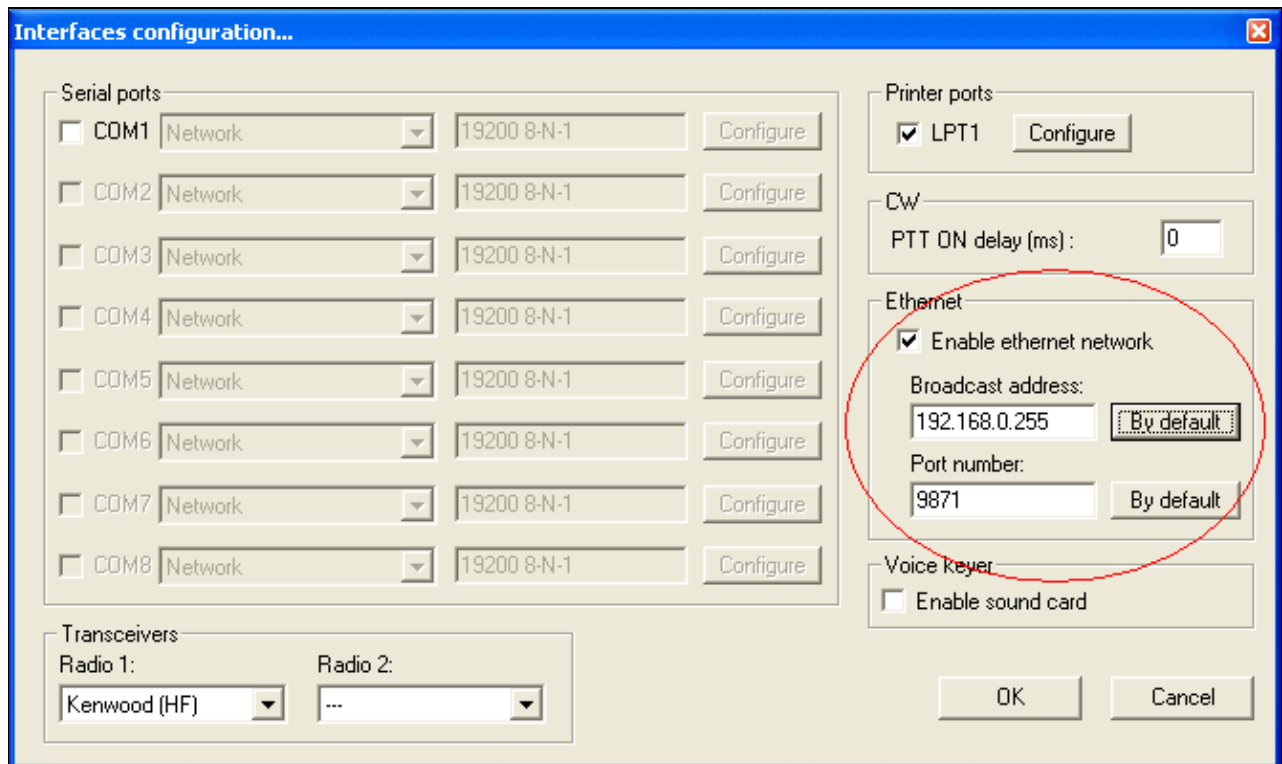 Interfaces configuration...
Serial ports
COM1 Network 19200 8-N-1 Configure
COM2 Network 19200 8-N-1 Configure
COM3 Network 19200 8-N-1 Configure
COM4 Network 19200 8-N-1 Configure
COM5 Network 19200 8-N-1 Configure
COM6 Network 19200 8-N-1 Configure
COM7 Network 19200 8-N-1 Configure
COM8 Network 19200 8-N-1 Configure
Transceivers
Radio 1: Radio 2:
Kenwood (HF) ---
Printer ports
LPT1 Configure
CW
PTT ON delay (ms) : 0
Ethernet
Enable ethernet network
Broadcast address:
192.168.0.255 By default
Port number:
9871 By default
Voice keyer
Enable sound card
OK Cancel